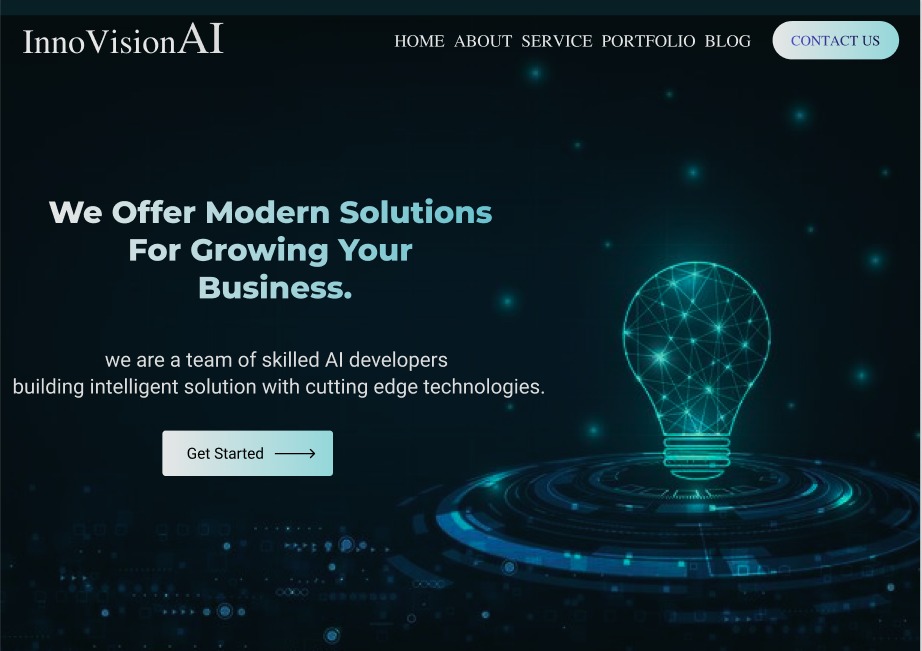 InnoVisionAI
HOME ABOUT SERVICE PORTFOLIO BLOG CONTACT US
We Offer Modern Solutions
For Growing Your
Business.
we are a team of skilled AI developers
building intelligent solution with cutting edge technologies.
Get Started